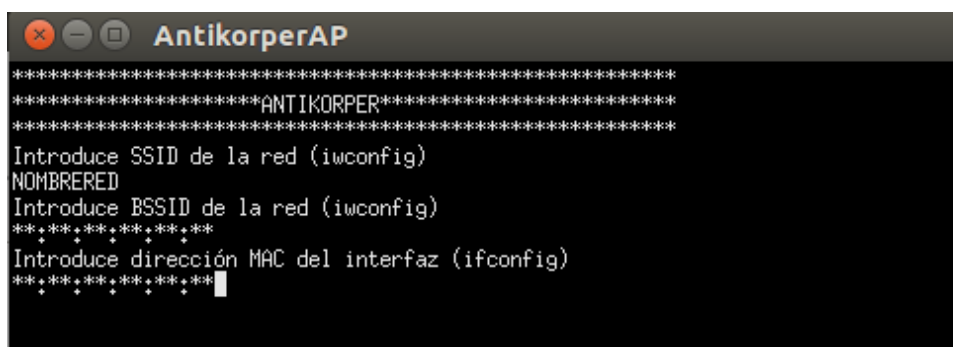 AntikorperAP
********************************************************
*********************ANTIKORPER*************************
********************************************************
Introduce SSID de la red (iwconfig)
NOMBRERED
Introduce BSSID de la red (iwconfig)
**:**:**:**:**:**
Introduce dirección MAC del interfaz (ifconfig)
**:**:**:**:**:**